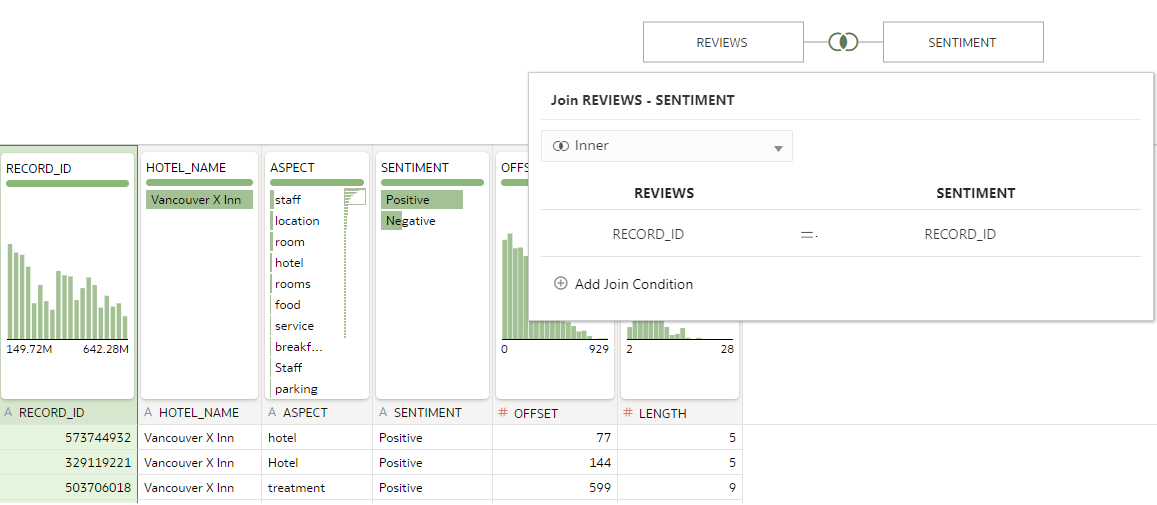 REVIEWS SENTIMENT
Join REVIEWS - SENTIMENT
Inner
REVIEWS SENTIMENT
RECORD_ID = RECORD_ID
Add Join Condition
RECORD_ID HOTEL_NAME ASPECT SENTIMENT OFFS
Vancouver X Inn staff Positive
location Negative
room
hotel
rooms
food
service
149.72M 642.28M breakf... 0 929 2 28
Staff
parking
A RECORD_ID A HOTEL_NAME A ASPECT A SENTIMENT # OFFSET # LENGTH
573744932 Vancouver X Inn hotel Positive 77 5
329119221 Vancouver X Inn Hotel Positive 144 5
503706018 Vancouver X Inn treatment Positive 599 9